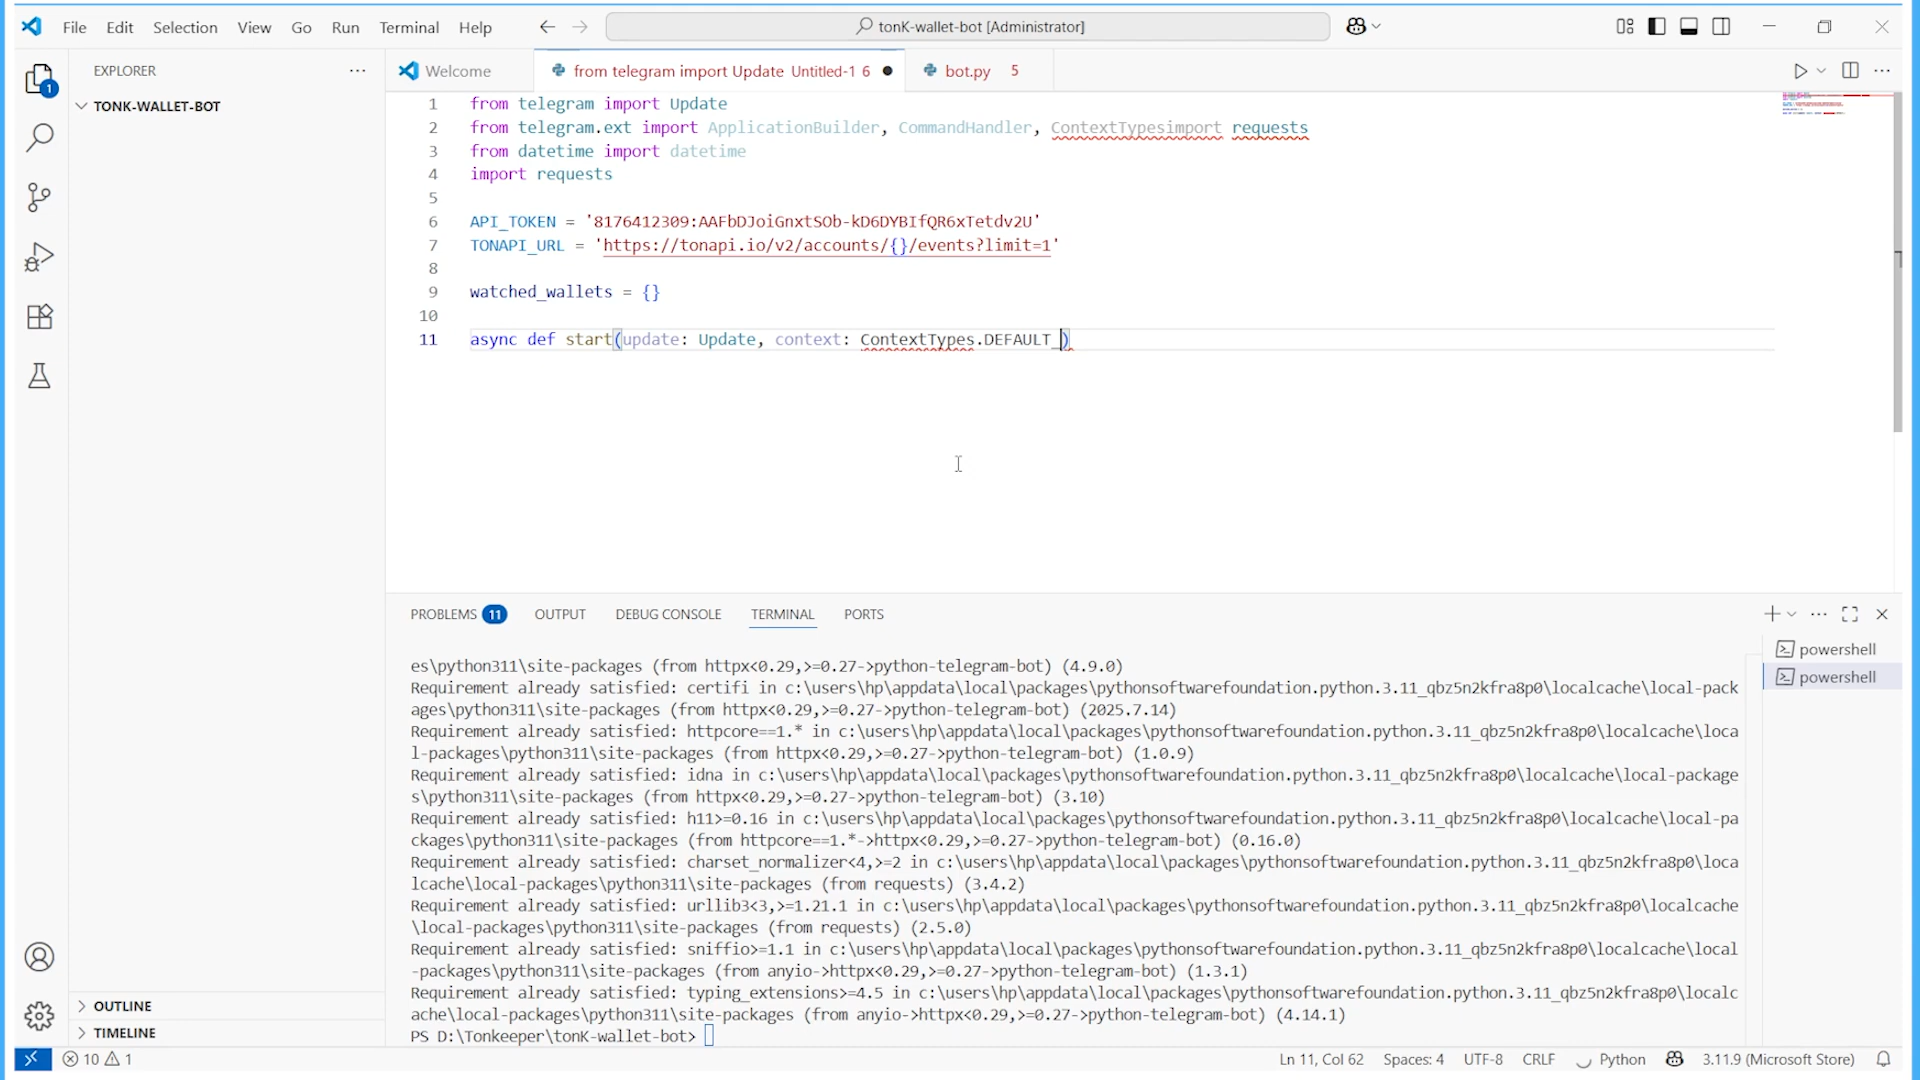 File Edit Selection View Go Run Terminal Help
tonK-wallet-bot [Administrator]
EXPLORER
Welcome
from telegram import Update Untitled-1 6
bot.py 5
1
TONK-WALLET-BOT
1 from telegram import Update
2 from telegram.ext import ApplicationBuilder, CommandHandler, ContextTypesimport requests
3 from datetime import datetime
4 import requests
5
6 API_TOKEN = '8176412309:AAFbDJoiGnxtSOb-kD6DYBIfQR6xTetdv2U'
7 TONAPI_URL = 'https://tonapi.io/v2/accounts/{}/events?limit=1'
8
9 watched_wallets = {}
10
11 async def start(update: Update, context: ContextTypes.DEFAULT_)
PROBLEMS 11 OUTPUT DEBUG CONSOLE TERMINAL PORTS
powershell
powershell
es\python311\site-packages (from httpx<0.29,>=0.27->python-telegram-bot) (4.9.0)
Requirement already satisfied: certifi in c:\users\hp\appdata\local\packages\pythonsoftwarefoundation.python.3.11_qbz5n2kfra8p0\localcache\local-pack
ages\python311\site-packages (from httpx<0.29,>=0.27->python-telegram-bot) (2025.7.14)
Requirement already satisfied: httpcore==1.* in c:\users\hp\appdata\local\packages\pythonsoftwarefoundation.python.3.11_qbz5n2kfra8p0\localcache\loca
l-packages\python311\site-packages (from httpx<0.29,>=0.27->python-telegram-bot) (1.0.9)
Requirement already satisfied: idna in c:\users\hp\appdata\local\packages\pythonsoftwarefoundation.python.3.11_qbz5n2kfra8p0\localcache\local-package
s\python311\site-packages (from httpx<0.29,>=0.27->python-telegram-bot) (3.10)
Requirement already satisfied: h11>=0.16 in c:\users\hp\appdata\local\packages\pythonsoftwarefoundation.python.3.11_qbz5n2kfra8p0\localcache\local-pa
ckages\python311\site-packages (from httpcore==1.*->httpx<0.29,>=0.27->python-telegram-bot) (0.16.0)
Requirement already satisfied: charset_normalizer<4,>=2 in c:\users\hp\appdata\local\packages\pythonsoftwarefoundation.python.3.11_qbz5n2kfra8p0\loca
lcache\local-packages\python311\site-packages (from requests) (3.4.2)
Requirement already satisfied: urllib3<3,>=1.21.1 in c:\users\hp\appdata\local\packages\pythonsoftwarefoundation.python.3.11_qbz5n2kfra8p0\localcache
\local-packages\python311\site-packages (from requests) (2.5.0)
Requirement already satisfied: sniffio>=1.1 in c:\users\hp\appdata\local\packages\pythonsoftwarefoundation.python.3.11_qbz5n2kfra8p0\localcache\local
-packages\python311\site-packages (from anyio->httpx<0.29,>=0.27->python-telegram-bot) (1.3.1)
Requirement already satisfied: typing_extensions>=4.5 in c:\users\hp\appdata\local\packages\pythonsoftwarefoundation.python.3.11_qbz5n2kfra8p0\localc
ache\local-packages\python311\site-packages (from anyio->httpx<0.29,>=0.27->python-telegram-bot) (4.14.1)
PS D:\Tonkeeper\tonK-wallet-bot>
OUTLINE
TIMELINE
10 1
Ln 11, Col 62 Spaces: 4 UTF-8 CRLF Python 3.11.9 (Microsoft Store)